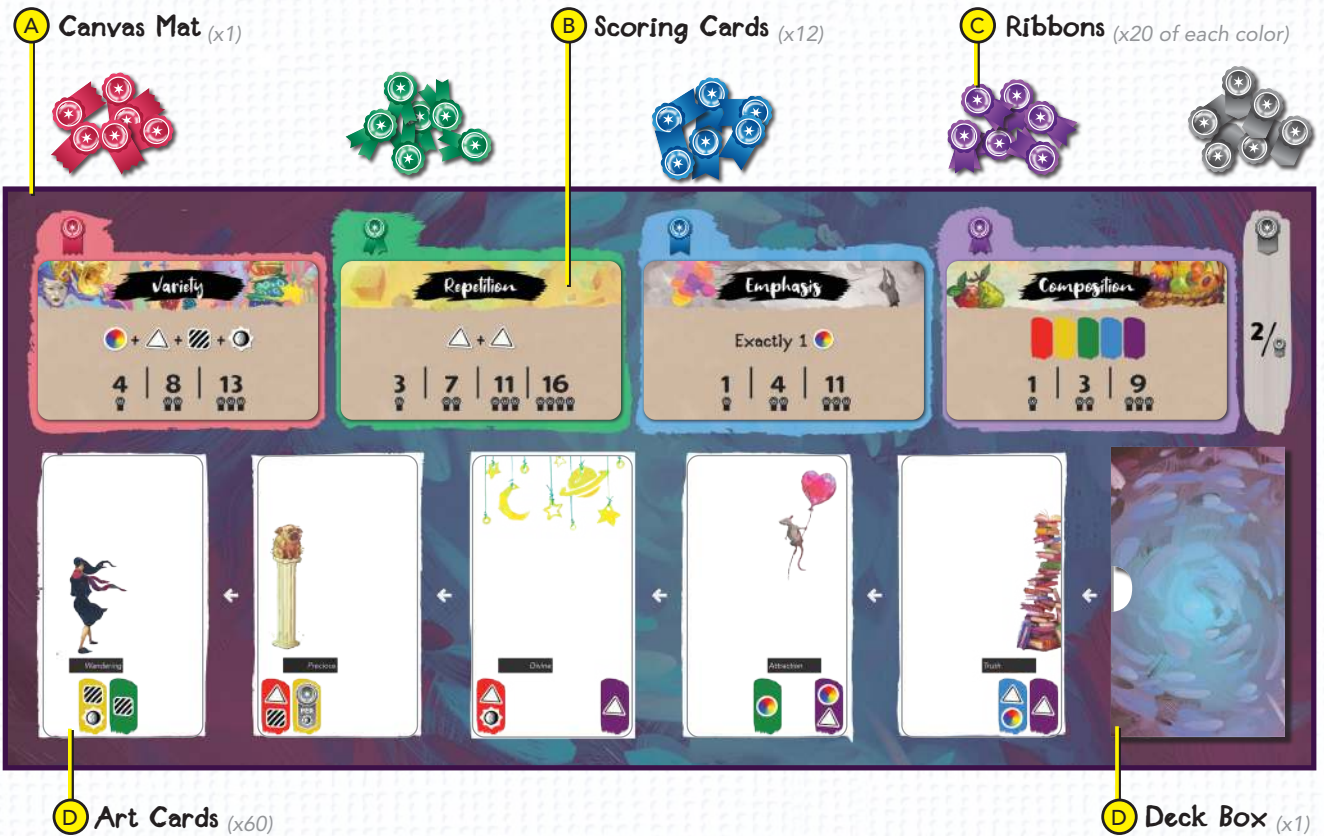 A Canvas Mat (x1)
B Scoring Cards (x12)
C Ribbons (x20 of each color)
Variety
Repetition
Emphasis
Composition
+ + +
+
Exactly 1
2/
4 | 8 | 13
3 | 7 | 11 | 16
1 | 4 | 11
1 | 3 | 9
Wandering
Precious
Divine
Attraction
Truth
PER
D Art Cards (x60)
D Deck Box (x1)